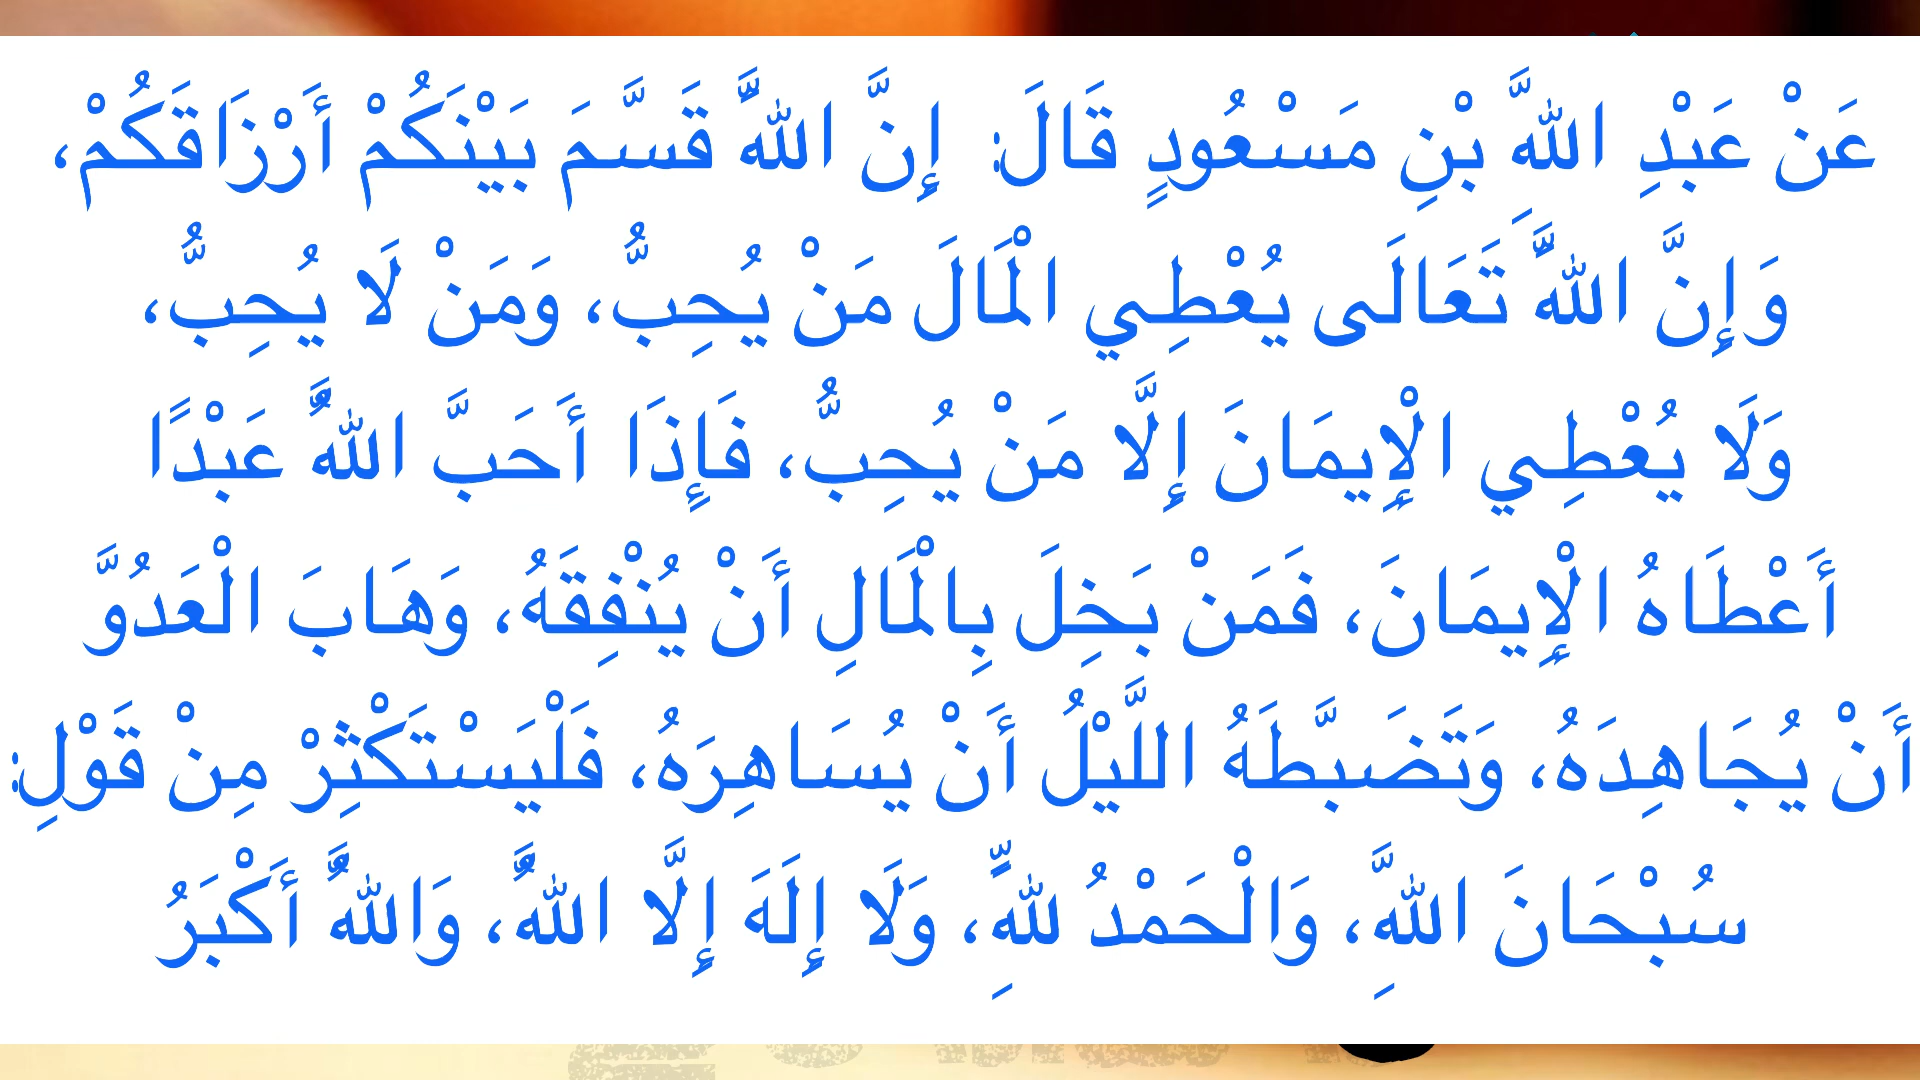 عَنْ عَبْدِ اللَّهِ بْنِ مَسْعُودٍ قَالَ: إِنَّ اللَّهَ قَسَّمَ بَيْنَكُمْ أَرْزَاقَكُمْ،
وَإِنَّ اللَّهَ تَعَالَى يُعْطِي الْمَالَ مَنْ يُحِبُّ، وَمَنْ لَا يُحِبُّ،
وَلَا يُعْطِي الْإِيمَانَ إِلَّا مَنْ يُحِبُّ، فَإِذَا أَحَبَّ اللَّهُ عَبْدًا
أَعْطَاهُ الْإِيمَانَ، فَمَنْ بَخِلَ بِالْمَالِ أَنْ يُنْفِقَهُ، وَهَابَ الْعَدُوَّ
أَنْ يُجَاهِدَهُ، وَتَضَبَّطَهُ اللَّيْلُ أَنْ يُسَاهِرَهُ، فَلْيَسْتَكْثِرْ مِنْ قَوْلِ:
سُبْحَانَ اللَّهِ، وَالْحَمْدُ لِلَّهِ، وَلَا إِلَهَ إِلَّا اللَّهُ، وَاللَّهُ أَكْبَرُ